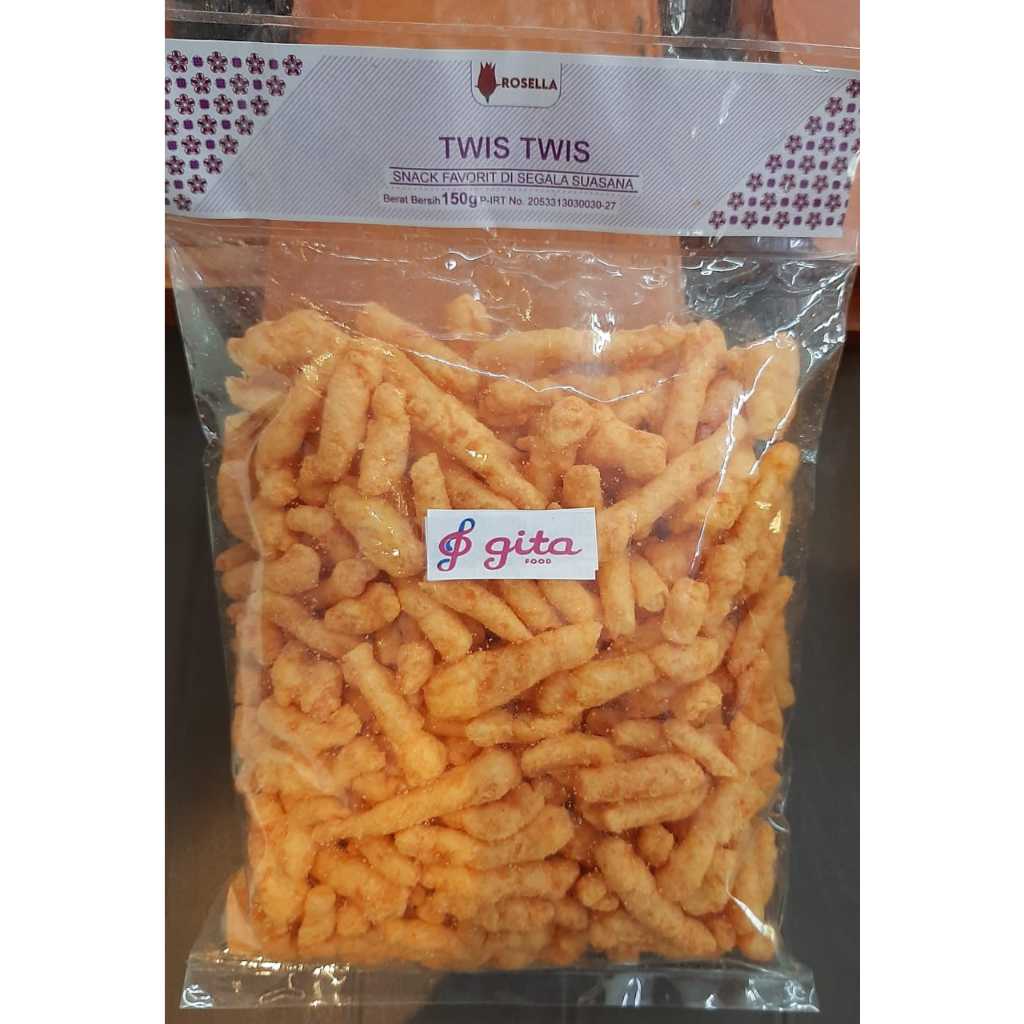 ROSELLA
TWIS TWIS
SNACK FAVORIT DI SEGALA SUASANA
Berat Bersih 150g P-IRT No. 2053313030030-27
gita
FOOD